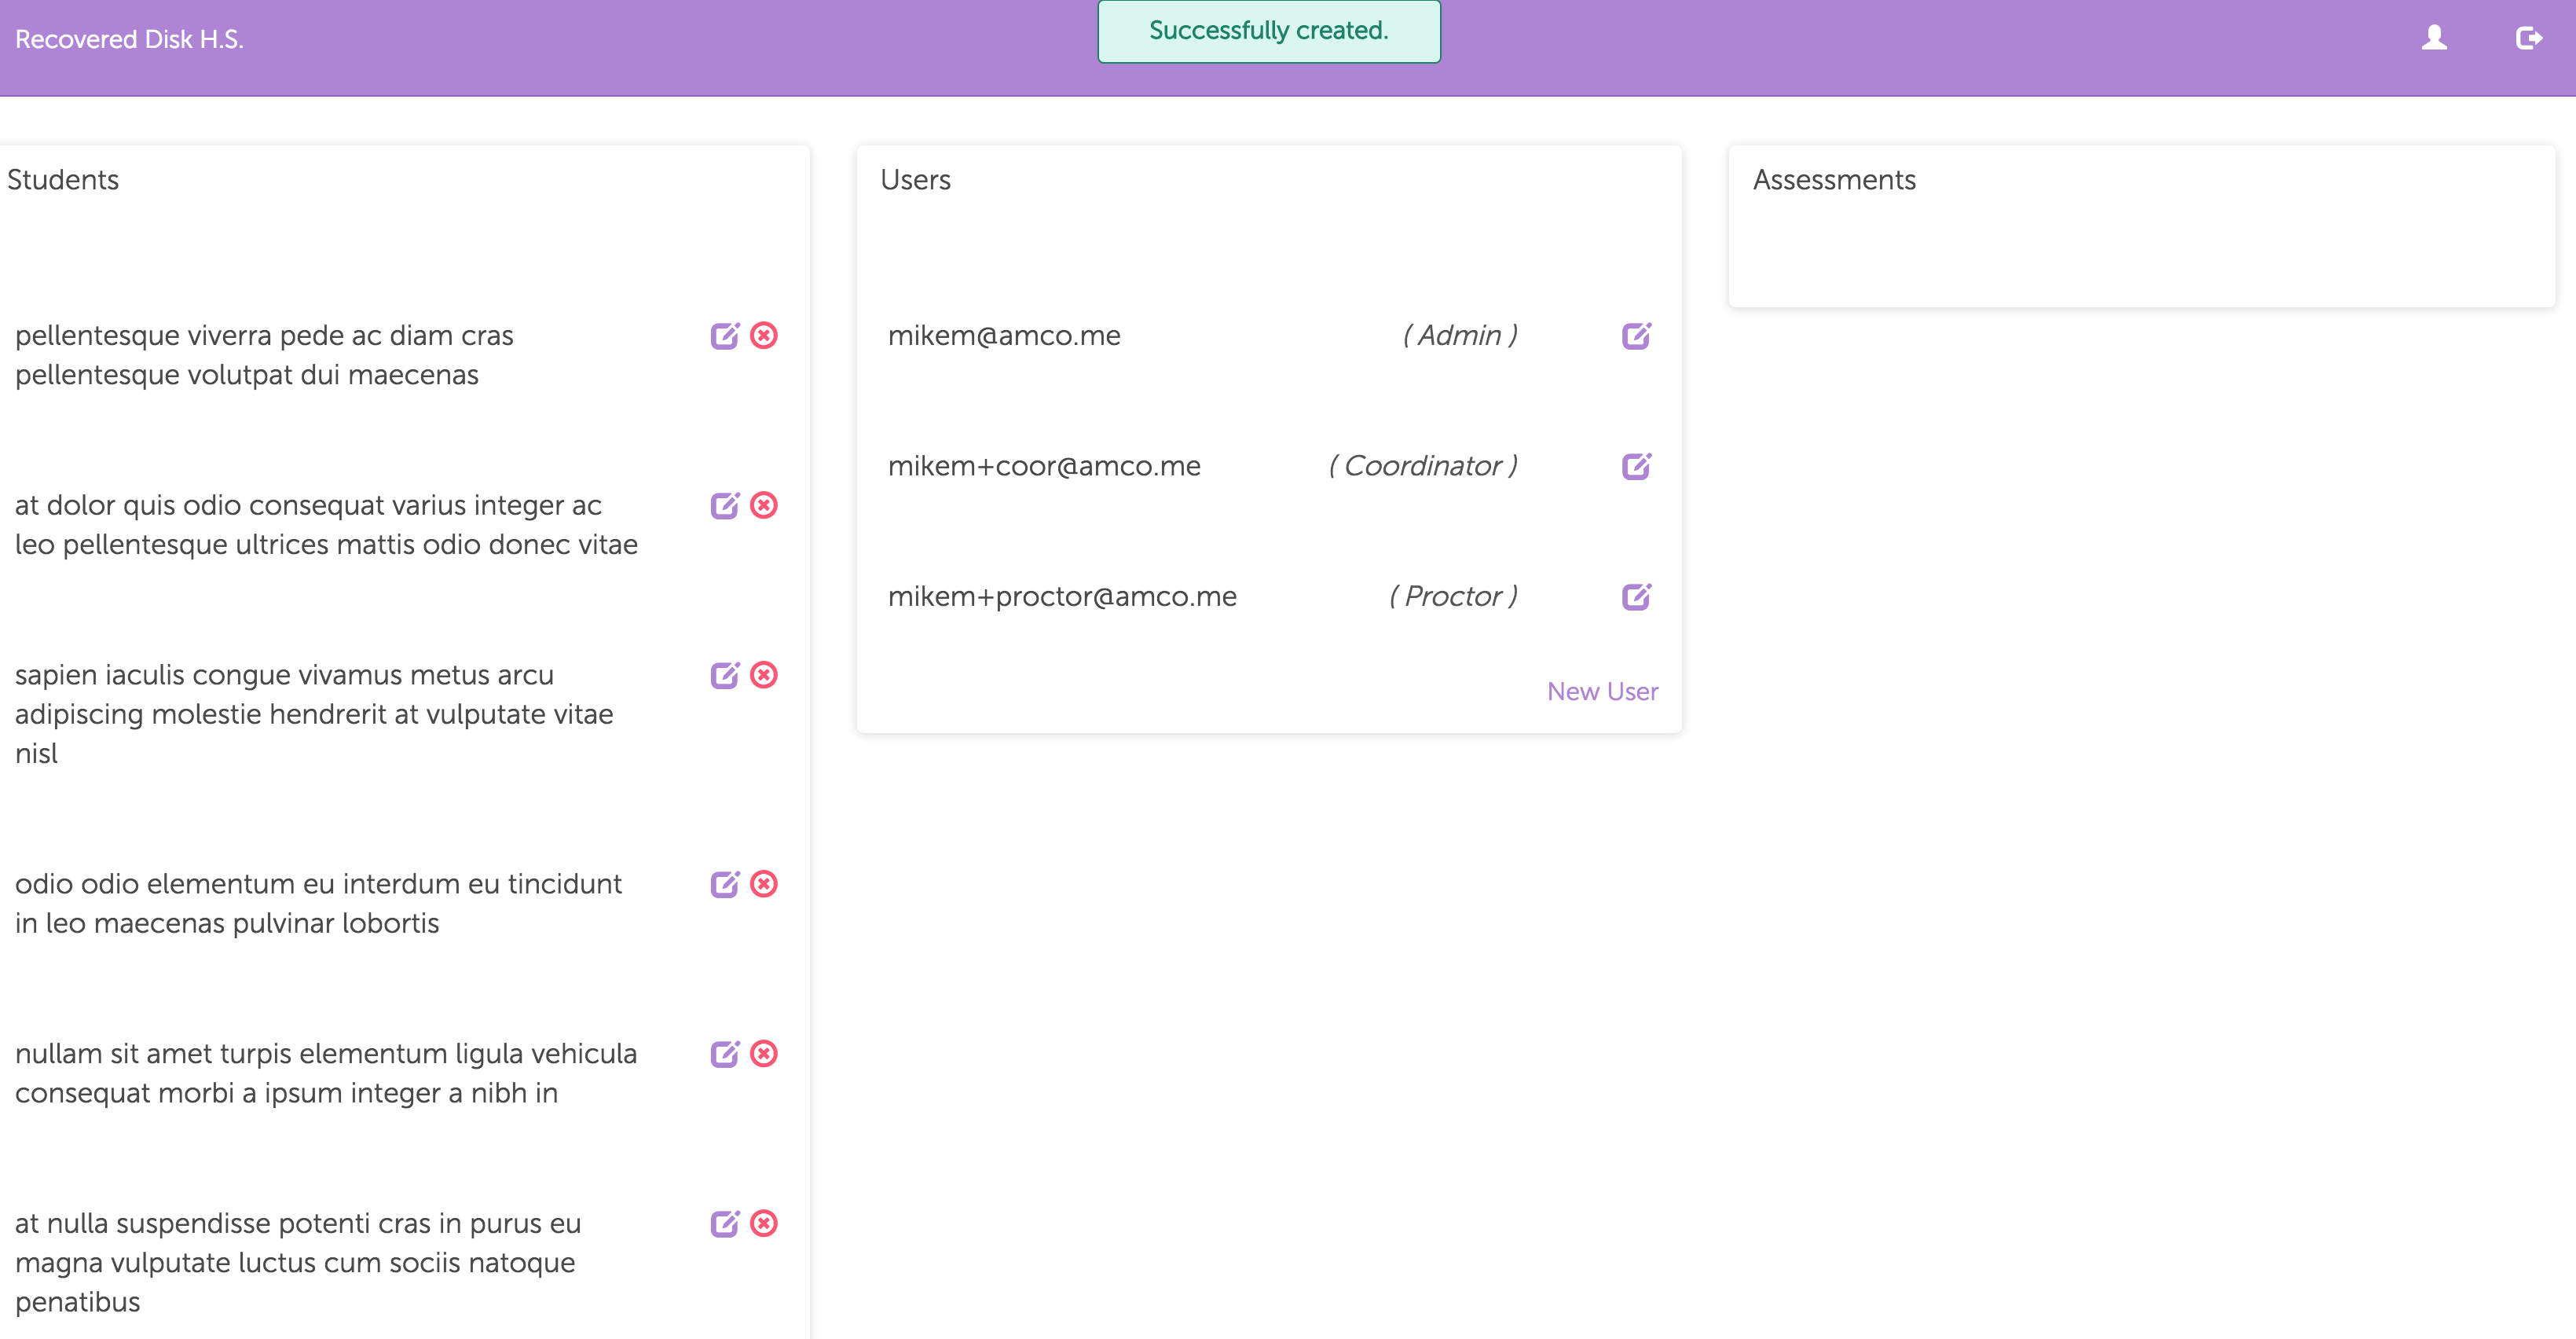 Recovered Disk H.S.
Successfully created.
Students
pellentesque viverra pede ac diam cras
pellentesque volutpat dui maecenas
at dolor quis odio consequat varius integer ac
leo pellentesque ultrices mattis odio donec vitae
sapien iaculis congue vivamus metus arcu
adipiscing molestie hendrerit at vulputate vitae
nisl
odio odio elementum eu interdum eu tincidunt
in leo maecenas pulvinar lobortis
nullam sit amet turpis elementum ligula vehicula
consequat morbi a ipsum integer a nibh in
at nulla suspendisse potenti cras in purus eu
magna vulputate luctus cum sociis natoque
penatibus
Users
mikem@amco.me ( Admin )
mikem+coor@amco.me ( Coordinator )
mikem+proctor@amco.me ( Proctor )
New User
Assessments